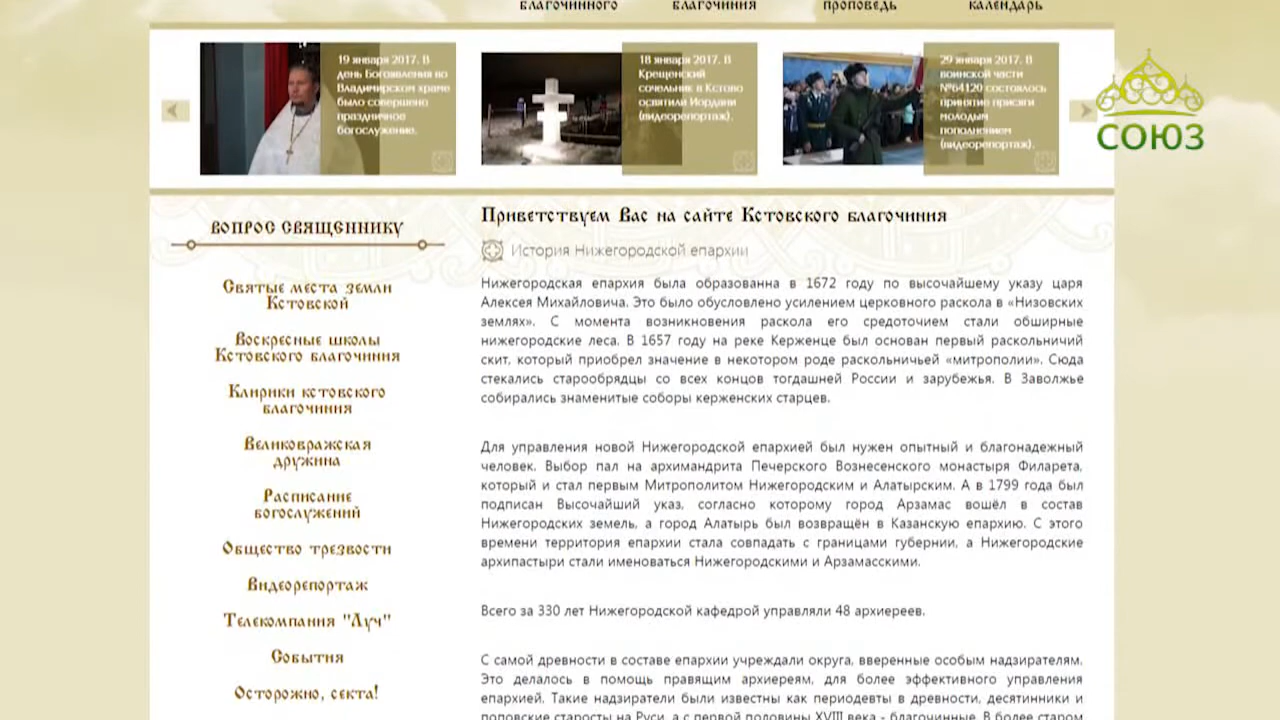 благочинного благочиния проповедь календарь
19 января 2017. В
день Богоявления во
Владимирском храме
было совершено
праздничное
богослужение.
18 января 2017. В
Крещенский
сочельник в Кстово
освятили Иордани
(видеорепортаж).
29 января 2017. В
воинской части
№64120 состоялось
принятие присяги
молодым
пополнением
(видеорепортаж).
СОЮЗ
ВОПРОС СВЯЩЕННИКУ
Святые места земли
Кстовской
Воскресные школы
Кстовского благочиния
Клирики кстовского
благочиния
Великовражская
дружина
Расписание
богослужений
Общество трезвости
Видеорепортаж
Телекомпания "Луч"
События
Осторожно, секта!
Приветствуем Вас на сайте Кстовского благочиния
История Нижегородской епархии
Нижегородская епархия была образованна в 1672 году по высочайшему указу царя
Алексея Михайловича. Это было обусловлено усилением церковного раскола в «Низовских
землях». С момента возникновения раскола его средоточием стали обширные
нижегородские леса. В 1657 году на реке Керженце был основан первый раскольничий
скит, который приобрел значение в некотором роде раскольничьей «митрополии». Сюда
стекались старообрядцы со всех концов тогдашней России и зарубежья. В Заволжье
собирались знаменитые соборы керженских старцев.
Для управления новой Нижегородской епархией был нужен опытный и благонадежный
человек. Выбор пал на архимандрита Печерского Вознесенского монастыря Филарета,
который и стал первым Митрополитом Нижегородским и Алатырским. А в 1799 года был
подписан Высочайший указ, согласно которому город Арзамас вошёл в состав
Нижегородских земель, а город Алатырь был возвращён в Казанскую епархию. С этого
времени территория епархии стала совпадать с границами губернии, а Нижегородские
архипастыри стали именоваться Нижегородскими и Арзамасскими.
Всего за 330 лет Нижегородской кафедрой управляли 48 архиереев.
С самой древности в составе епархии учреждали округа, вверенные особым надзирателям.
Это делалось в помощь правящим архиереям, для более эффективного управления
епархией. Такие надзиратели были известны как периодевты в древности, десятинники и
поповские старосты на Руси, а с первой половины XVIII века - благочинные. В более старом